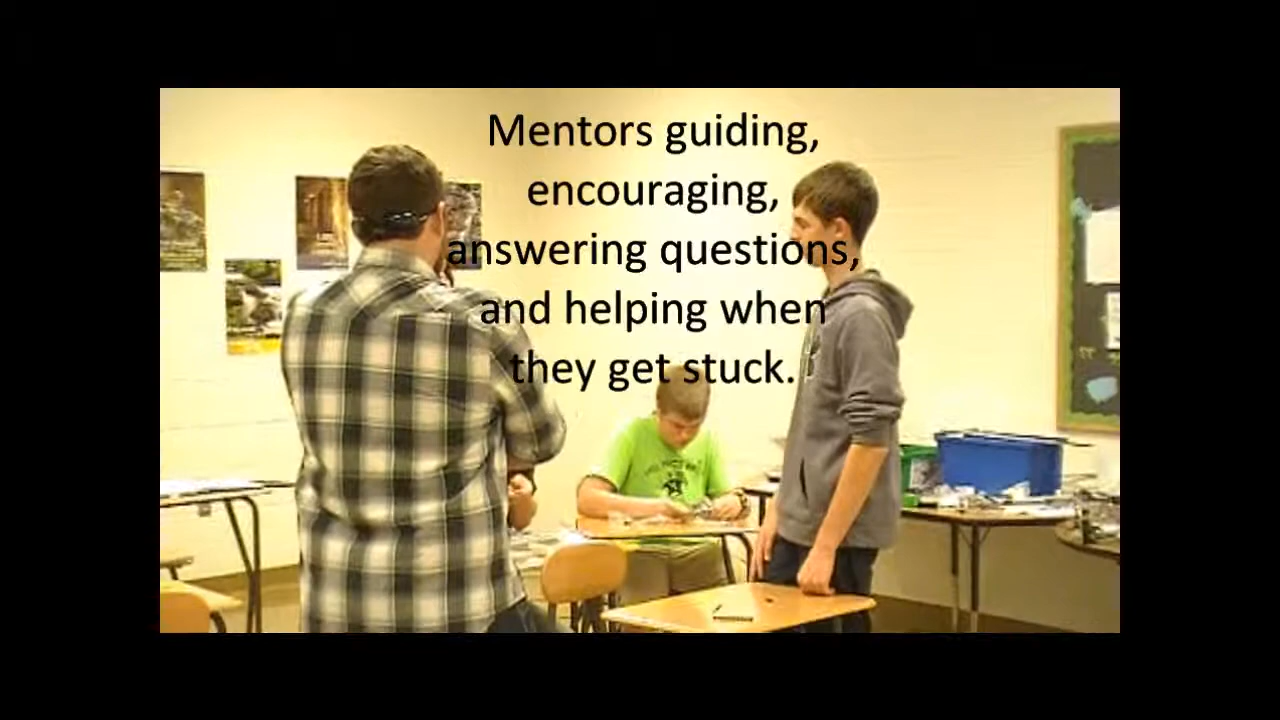 Mentors guiding,
encouraging,
answering questions,
and helping when
they get stuck.